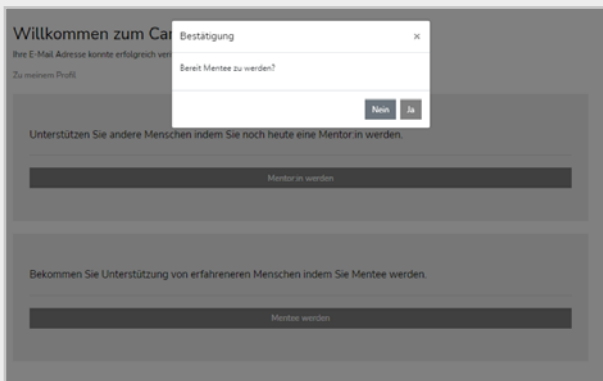 Willkommen zum Car
Ihre E-Mail Adresse konnte erfolgreich veri
Zu meinem Profil
Bestätigung ×
Bereit Mentee zu werden?
Nein Ja
Unterstützen Sie andere Menschen indem Sie noch heute eine Mentor:in werden.
Mentor:in werden
Bekommen Sie Unterstützung von erfahreneren Menschen indem Sie Mentee werden.
Mentee werden